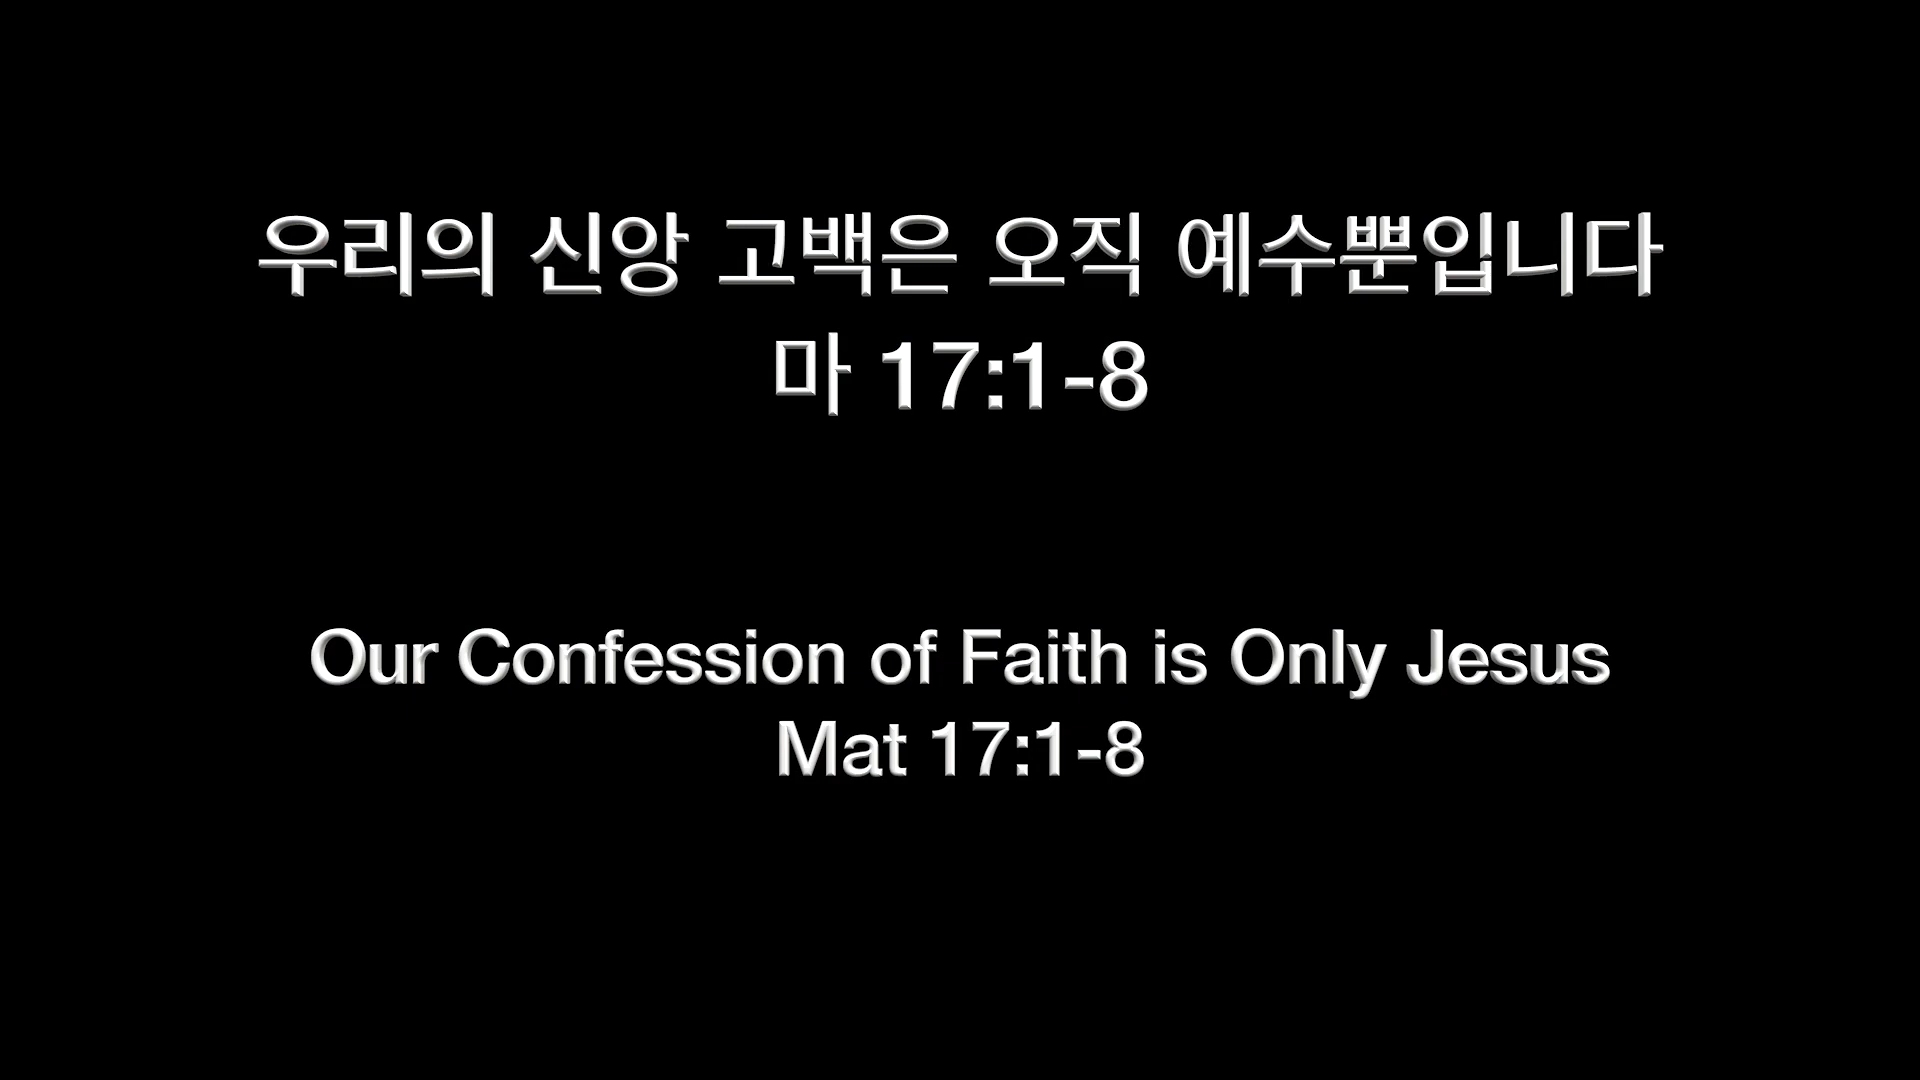 우리의 신앙 고백은 오직 예수뿐입니다
마 17:1-8
Our Confession of Faith is Only Jesus
Mat 17:1-8